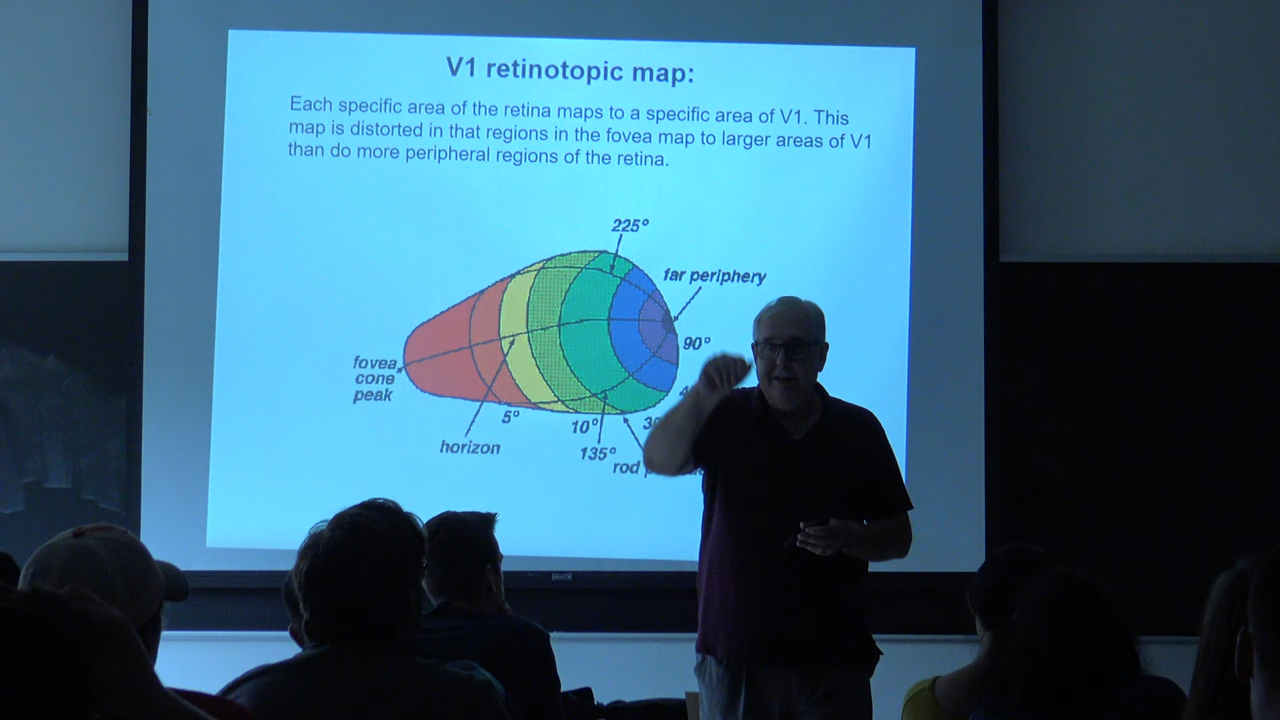 V1 retinotopic map:
Each specific area of the retina maps to a specific area of V1. This
map is distorted in that regions in the fovea map to larger areas of V1
than do more peripheral regions of the retina.
225°
far periphery
90°
fovea
cone
peak
5°
10°
horizon
135°
rod